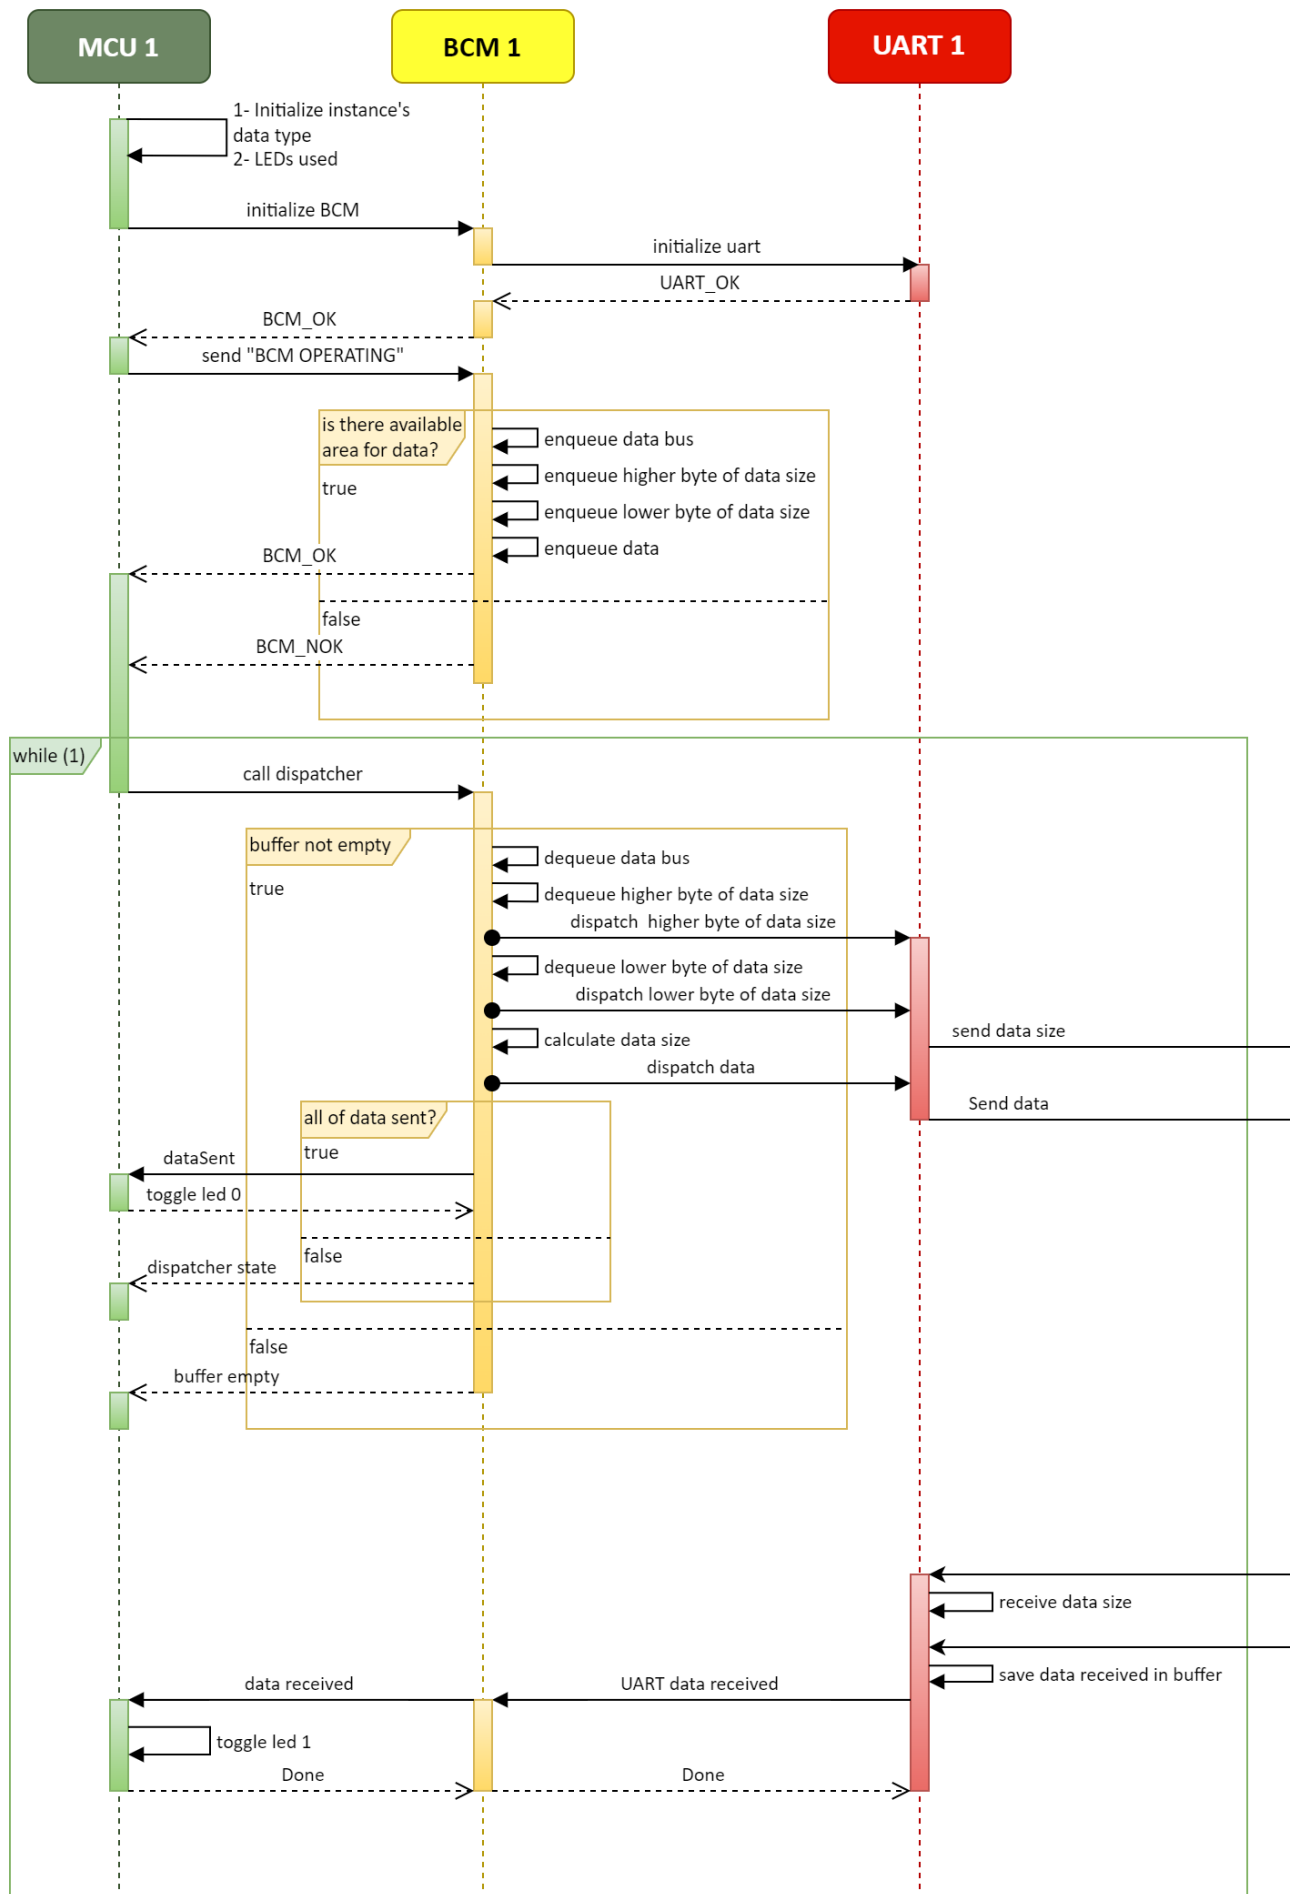 MCU 1
BCM 1
UART 1
1- Initialize instance's
data type
2- LEDs used
initialize BCM
initialize uart
UART_OK
BCM_OK
send "BCM OPERATING"
is there available
area for data?
enqueue data bus
enqueue higher byte of data size
true
enqueue lower byte of data size
enqueue data
BCM_OK
false
BCM_NOK
while (1)
call dispatcher
buffer not empty
dequeue data bus
true
dequeue higher byte of data size
dispatch  higher byte of data size
dequeue lower byte of data size
dispatch lower byte of data size
send data size
calculate data size
dispatch data
Send data
all of data sent?
true
dataSent
toggle led 0
false
dispatcher state
false
buffer empty
receive data size
save data received in buffer
data received
UART data received
toggle led 1
Done
Done